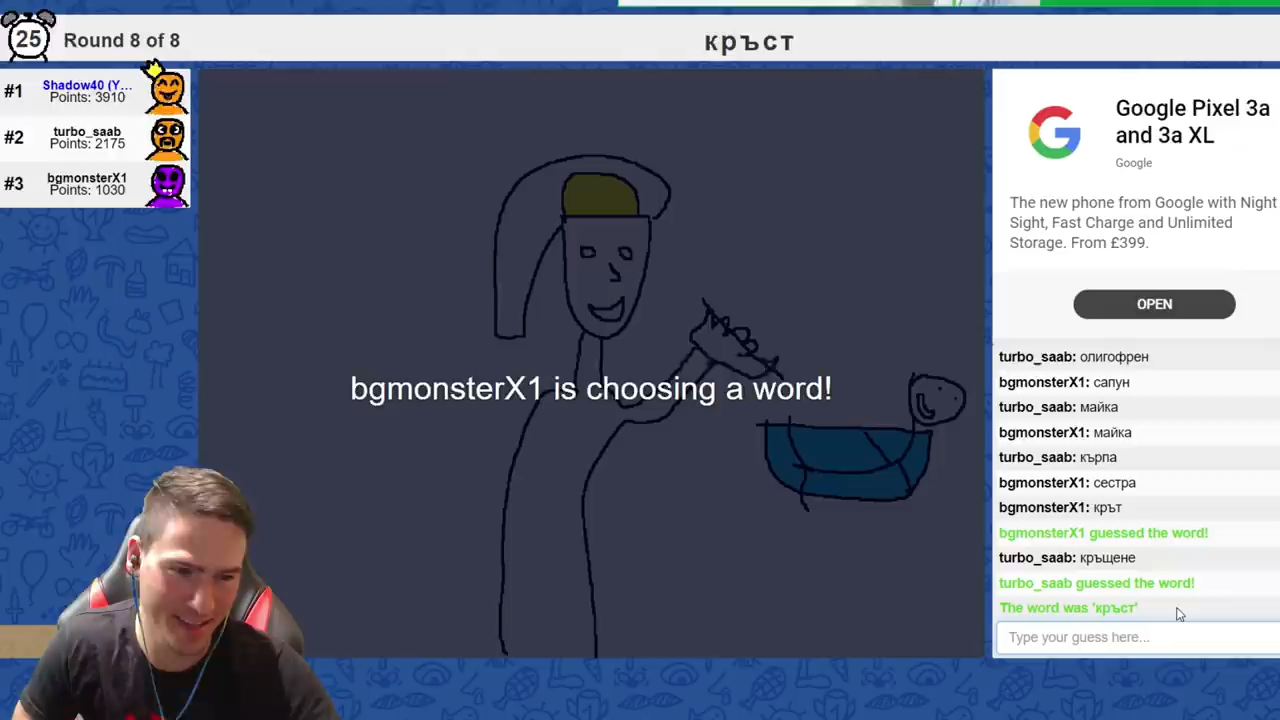 25
Round 8 of 8
кръст
#1
Shadow40 (Y...
Points: 3910
#2
turbo_saab
Points: 2175
#3
bgmonsterX1
Points: 1030
bgmonsterX1 is choosing a word!
Google Pixel 3a
and 3a XL
Google
The new phone from Google with Night
Sight, Fast Charge and Unlimited
Storage. From £399.
OPEN
turbo_saab: олигофрен
bgmonsterX1: сапун
turbo_saab: майка
bgmonsterX1: майка
turbo_saab: кърпа
bgmonsterX1: сестра
bgmonsterX1: крът
bgmonsterX1 guessed the word!
turbo_saab: кръщене
turbo_saab guessed the word!
The word was 'кръст'
Type your guess here...